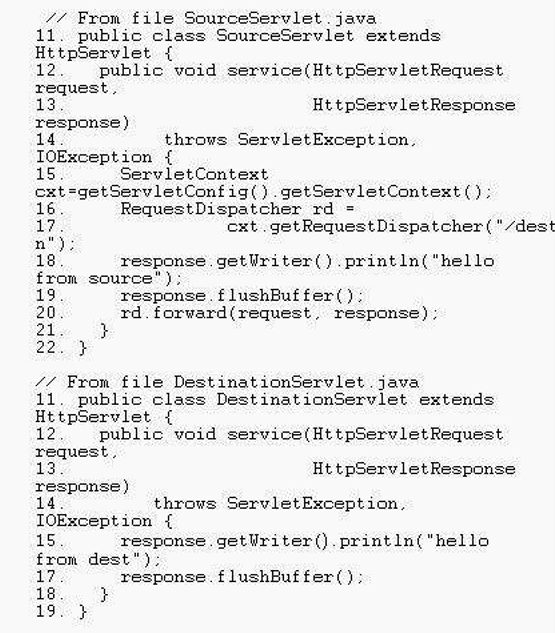 // From file SourceServlet.java
11. public class SourceServlet extends
HttpServlet {
12.   public void service(HttpServletRequest
request,
13.                       HttpServletResponse
response)
14.         throws ServletException,
IOException {
15.     ServletContext
cxt=getServletConfig().getServletContext();
16.     RequestDispatcher rd =
17.               cxt.getRequestDispatcher("/dest
n");
18.     response.getWriter().println("hello
from source");
19.     response.flushBuffer();
20.     rd.forward(request, response);
21.   }
22. }
// From file DestinationServlet.java
11. public class DestinationServlet extends
HttpServlet {
12.   public void service(HttpServletRequest
request,
13.                       HttpServletResponse
response)
14.        throws ServletException,
IOException {
15.     response.getWriter().println("hello
from dest");
17.     response.flushBuffer();
18.   }
19. }